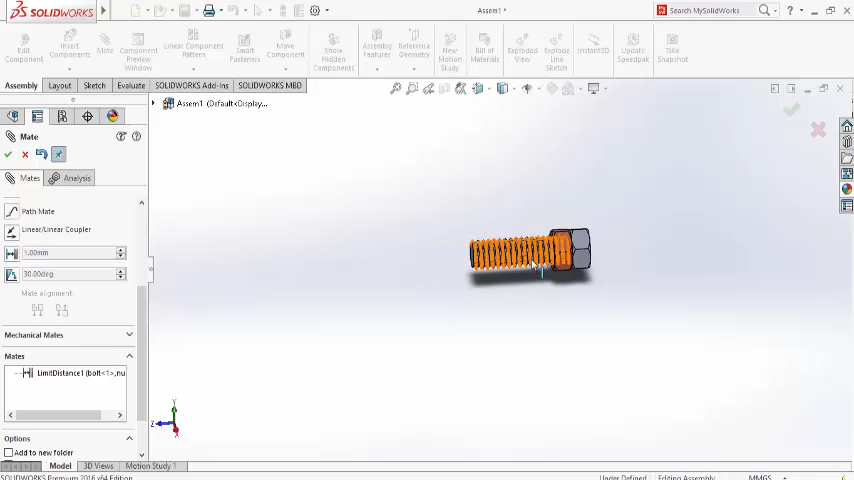 SOLIDWORKS
Assem1 *
Search MySolidWorks
Edit Component
Insert Components
Mate
Component Preview Window
Linear Component Pattern
Smart Fasteners
Move Component
Show Hidden Components
Assembly Features
Reference Geometry
New Motion Study
Bill of Materials
Exploded View
Explode Line Sketch
Instant3D
Update Speedpak
Take Snapshot
Assembly
Layout
Sketch
Evaluate
SOLIDWORKS Add-ins
SOLIDWORKS MBD
Assem1 (Default<Display...
Mate
Mates
Analysis
Path Mate
Linear/Linear Coupler
1.00mm
30.00deg
Mate alignment:
Mechanical Mates
Mates
LimitDistance1 (bolt<1>,nu
Options
Add to new folder
Y
Z
X
Model
3D Views
Motion Study 1
SOLIDWORKS Premium 2016 x64 Edition
Under Defined
Editing Assembly
MMGS